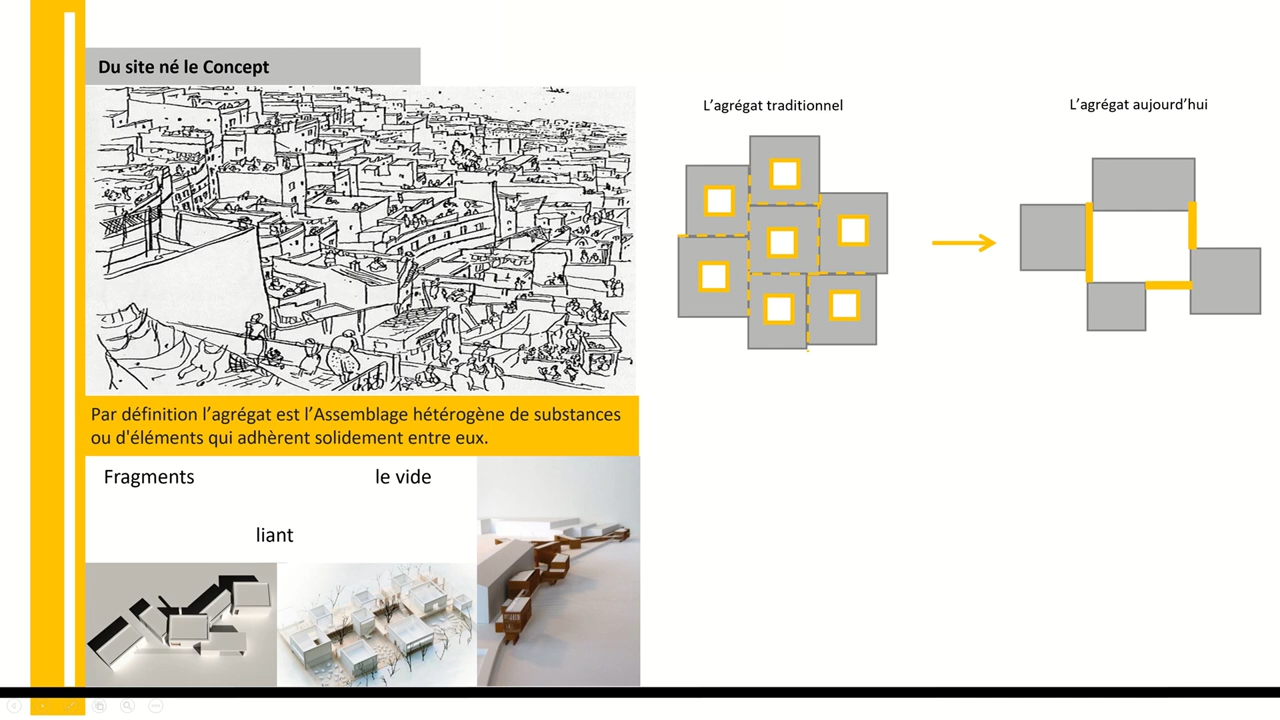 Du site né le Concept
L’agrégat traditionnel
L’agrégat aujourd’hui
Par définition l’agrégat est l’Assemblage hétérogène de substances
ou d'éléments qui adhèrent solidement entre eux.
Fragments
le vide
liant